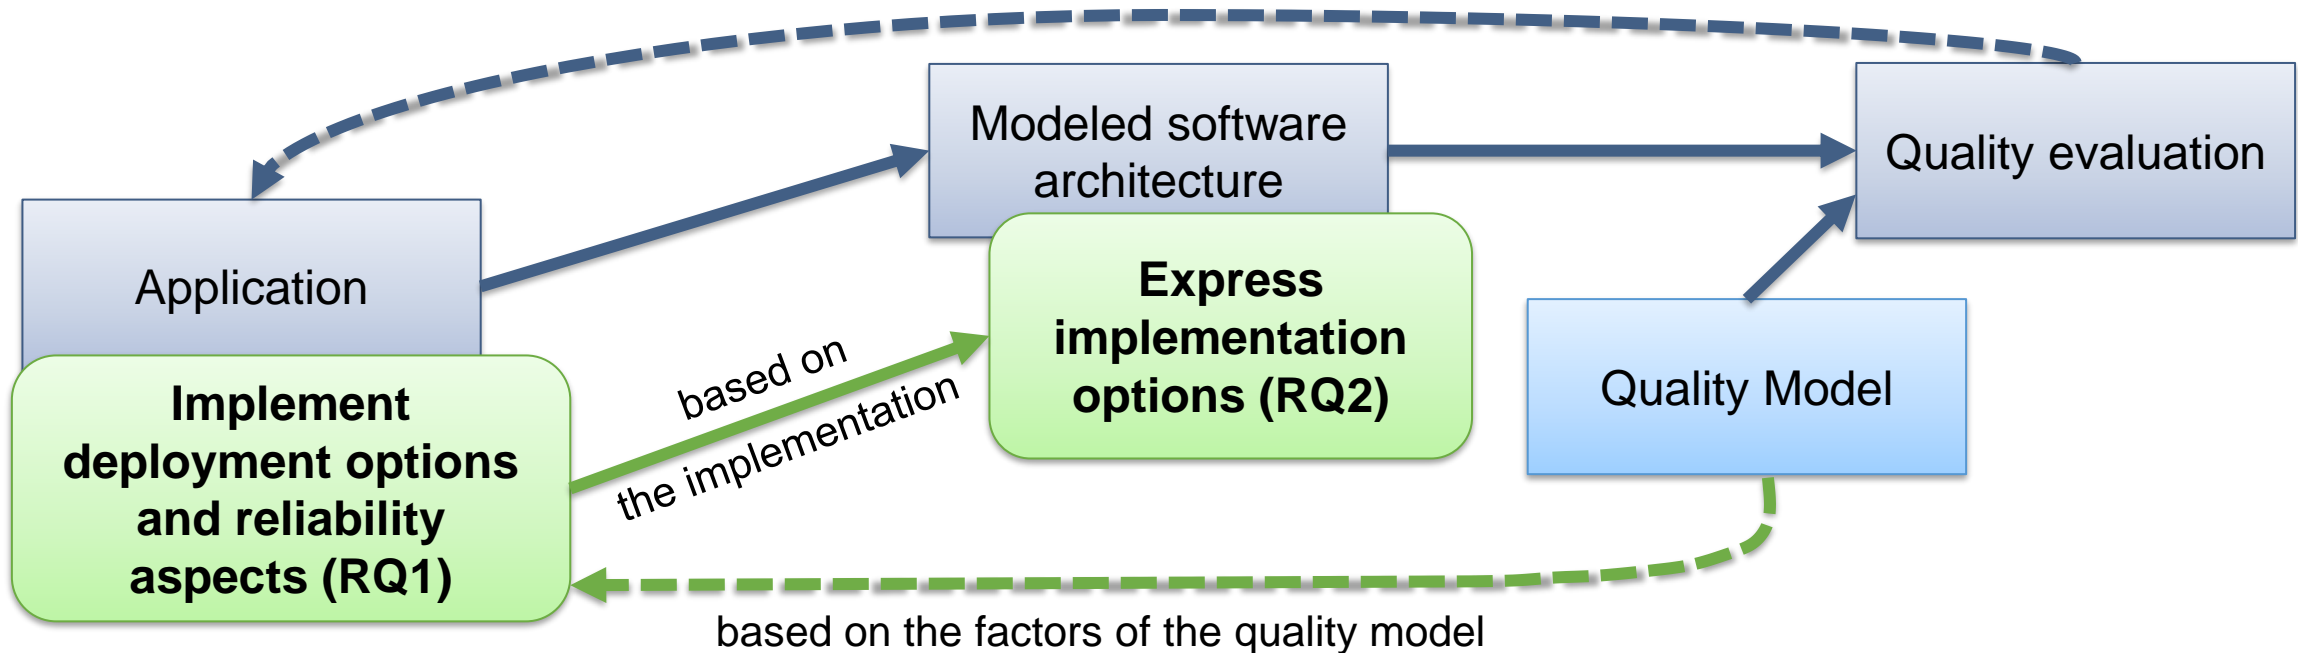 Modeled software
architecture
Quality evaluation
Application
Express
implementation
options (RQ2)
based on
the implementation
Quality Model
Implement
deployment options
and reliability
aspects (RQ1)
based on the factors of the quality model